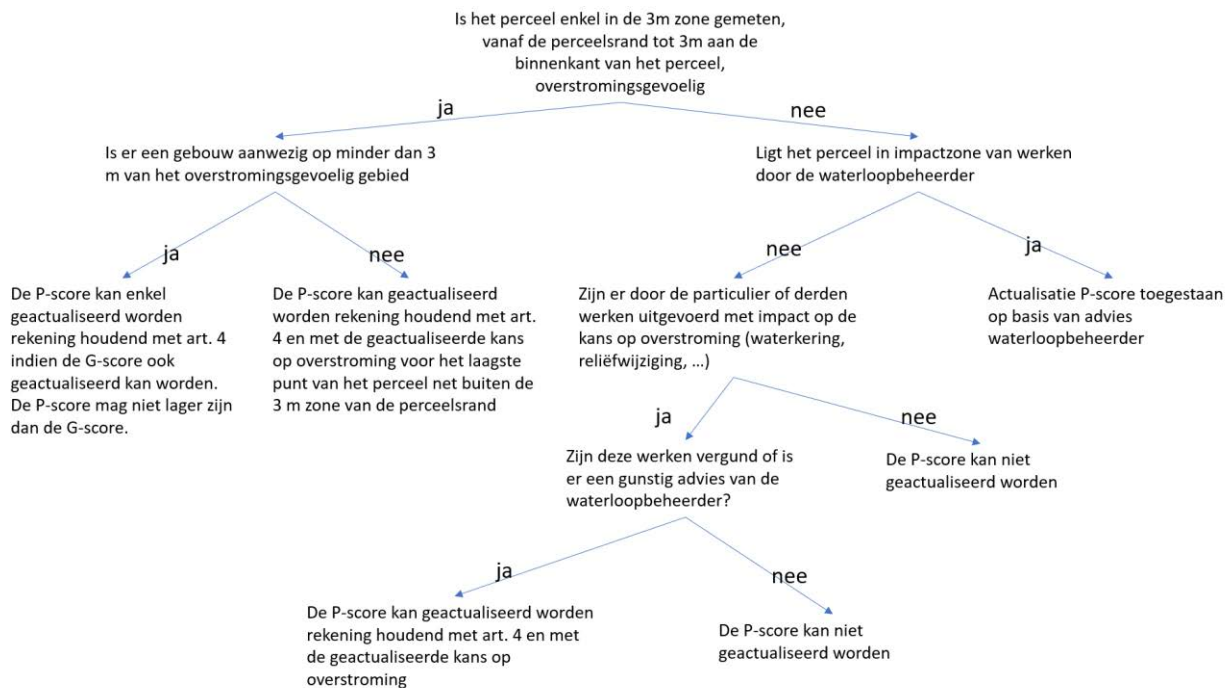 Is het perceel enkel in de 3m zone gemeten,
vanaf de perceelsrand tot 3m aan de
binnenkant van het perceel,
overstromingsgevoelig
ja
nee
Is er een gebouw aanwezig op minder dan 3
m van het overstromingsgevoelig gebied
Ligt het perceel in impactzone van werken
door de waterloopbeheerder
ja
nee
nee
ja
De P-score kan enkel
geactualiseerd worden
rekening houdend met art. 4
indien de G-score ook
geactualiseerd kan worden.
De P-score mag niet lager zijn
dan de G-score.
De P-score kan geactualiseerd
worden rekening houdend met art.
4 en met de geactualiseerde kans
op overstroming voor het laagste
punt van het perceel net buiten de
3 m zone van de perceelsrand
Zijn er door de particulier of derden
werken uitgevoerd met impact op de
kans op overstroming (waterkering,
reliëfwijziging, ...)
Actualisatie P-score toegestaan
op basis van advies
waterloopbeheerder
ja
nee
Zijn deze werken vergund of is
er een gunstig advies van de
waterloopbeheerder?
De P-score kan niet
geactualiseerd worden
ja
nee
De P-score kan geactualiseerd worden
rekening houdend met art. 4 en met
de geactualiseerde kans op
overstroming
De P-score kan niet
geactualiseerd worden